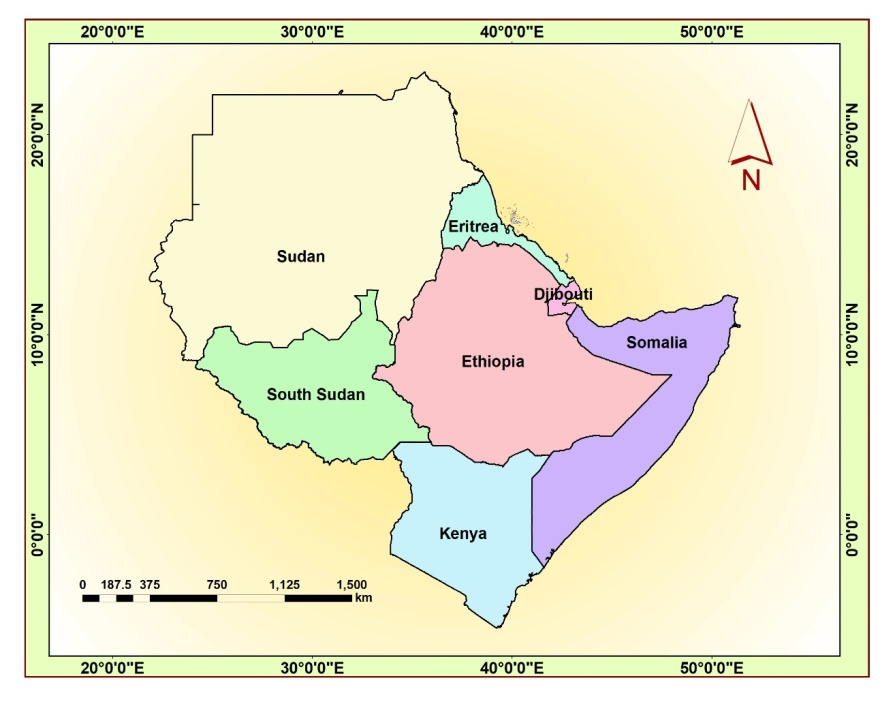 20°0'0"E 30°0'0"E 40°0'0"E 50°0'0"E
20°0'0"N
20°0'0"N
N
Eritrea
Sudan
Djibouti
10°0'0"N
10°0'0"N
Somalia
Ethiopia
South Sudan
0°0'0"
0°0'0"
Kenya
0 187.5 375 750 1,125 1,500
km
20°0'0"E 30°0'0"E 40°0'0"E 50°0'0"E